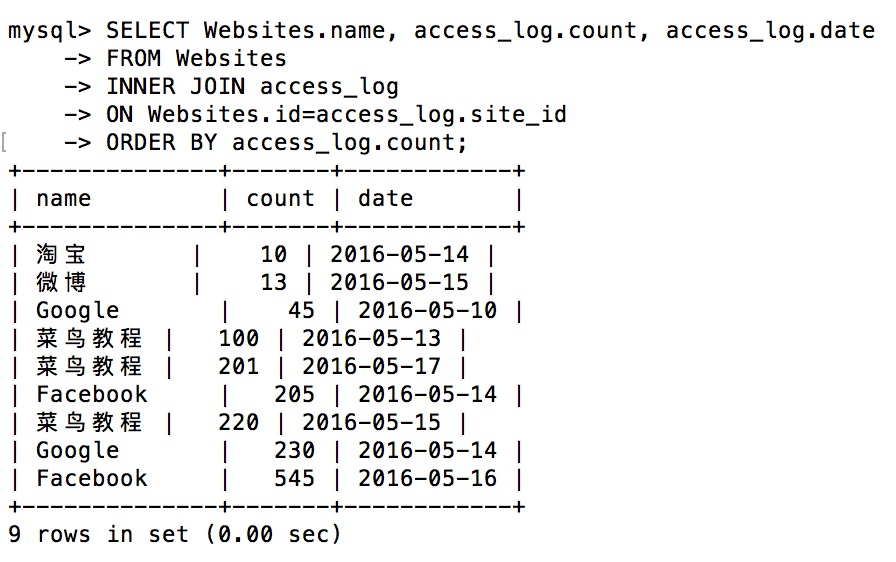 mysql> SELECT Websites.name, access_log.count, access_log.date
    -> FROM Websites
    -> INNER JOIN access_log
    -> ON Websites.id=access_log.site_id
[    -> ORDER BY access_log.count;
+--------------+-------+------------+
| name         | count | date       |
+--------------+-------+------------+
| 淘宝       |    10 | 2016-05-14 |
| 微博       |    13 | 2016-05-15 |
| Google       |    45 | 2016-05-10 |
| 菜鸟教程 |   100 | 2016-05-13 |
| 菜鸟教程 |   201 | 2016-05-17 |
| Facebook     |   205 | 2016-05-14 |
| 菜鸟教程 |   220 | 2016-05-15 |
| Google       |   230 | 2016-05-14 |
| Facebook     |   545 | 2016-05-16 |
+--------------+-------+------------+
9 rows in set (0.00 sec)